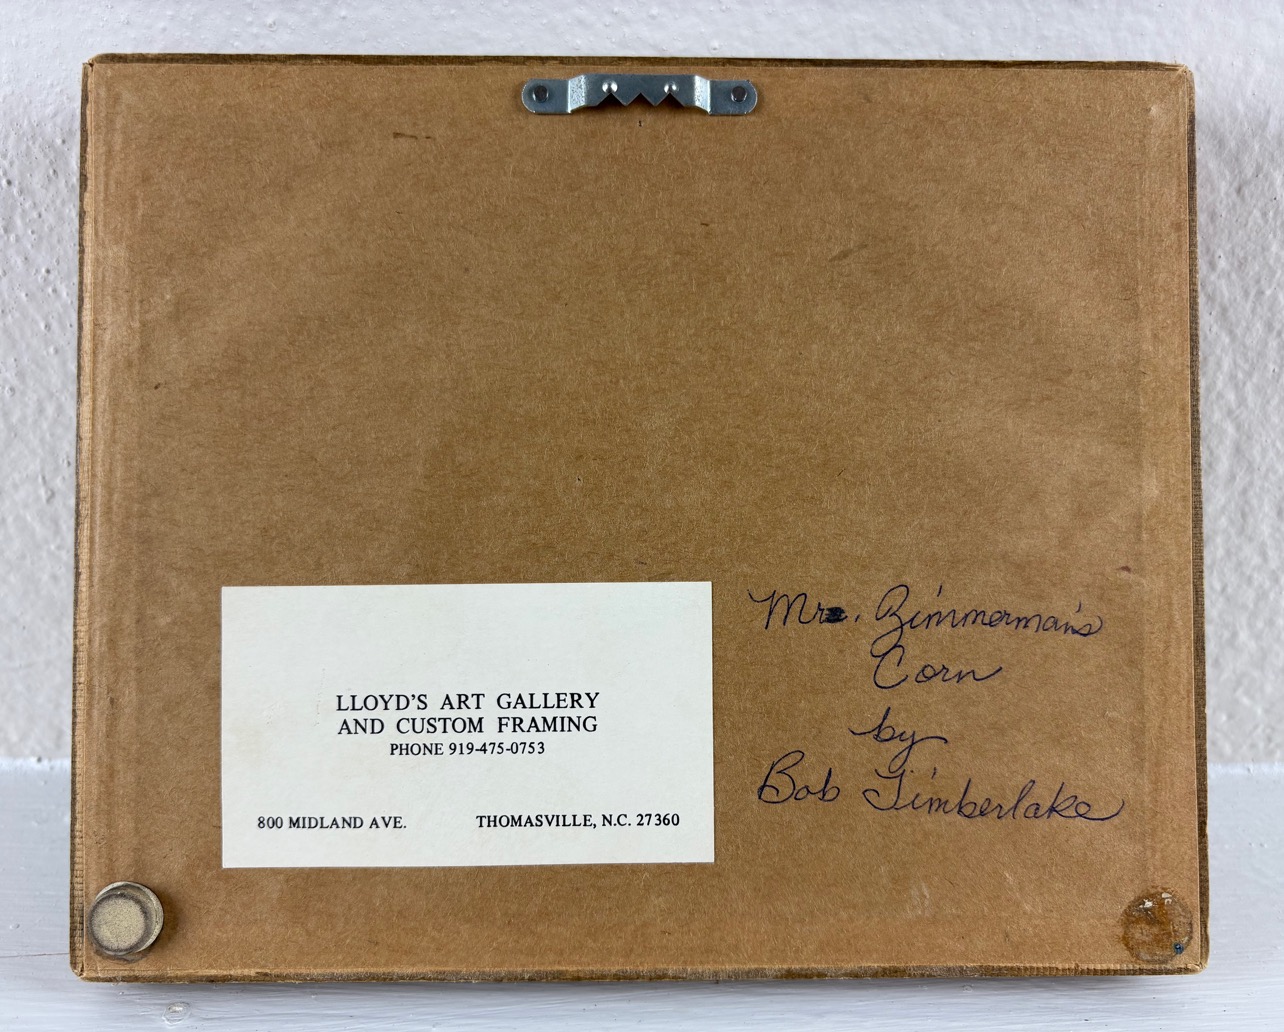 LLOYD'S ART GALLERY
AND CUSTOM FRAMING
PHONE 919-475-0753
800 MIDLAND AVE. THOMASVILLE, N.C. 27360
Mr. Zimmerman's
Corn
by
Bob Timberlake